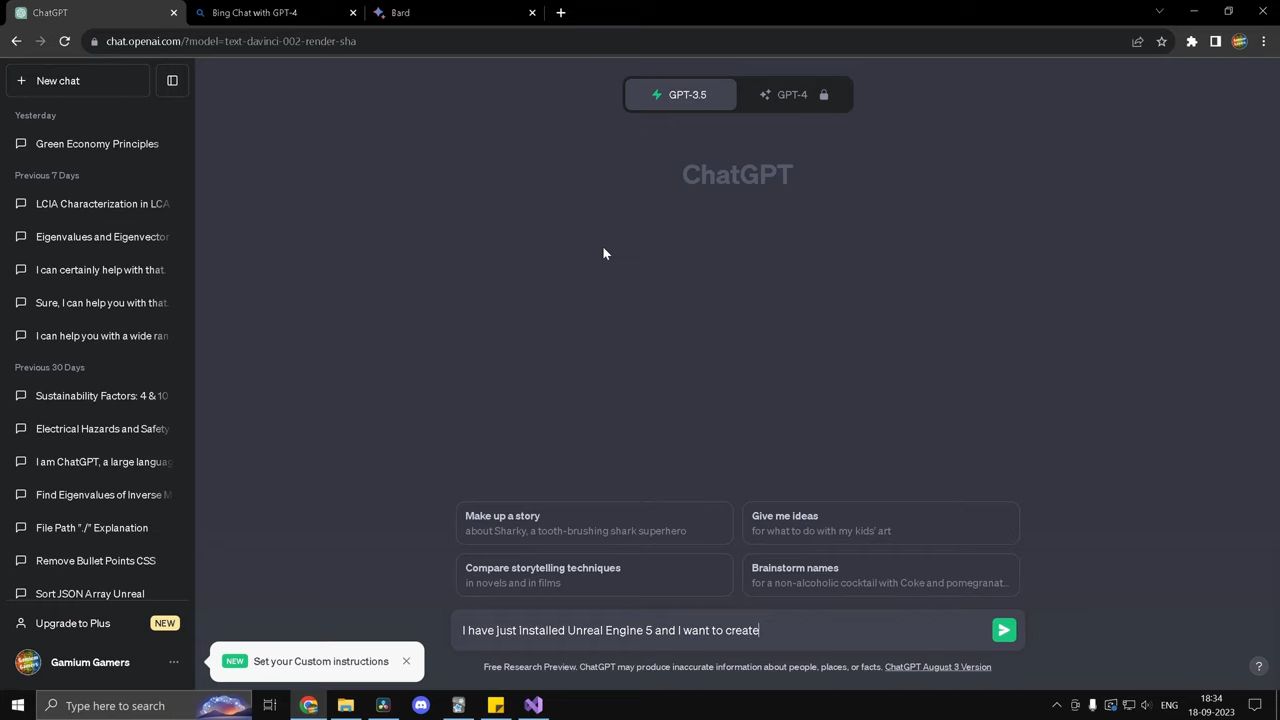 ChatGPT
Bing Chat with GPT-4
Bard
chat.openai.com/?model=text-davinci-002-render-sha
New chat
Yesterday
Green Economy Principles
Previous 7 Days
LCIA Characterization in LCA
Eigenvalues and Eigenvector
I can certainly help with that.
Sure, I can help you with that.
I can help you with a wide ran
Previous 30 Days
Sustainability Factors: 4 & 10
Electrical Hazards and Safety
I am ChatGPT, a large languag
Find Eigenvalues of Inverse M
File Path "./" Explanation
Remove Bullet Points CSS
Sort JSON Array Unreal
Upgrade to Plus
NEW
Gamium Gamers
NEW Set your Custom instructions
GPT-3.5
GPT-4
ChatGPT
Make up a story
about Sharky, a tooth-brushing shark superhero
Give me ideas
for what to do with my kids' art
Compare storytelling techniques
in novels and in films
Brainstorm names
for a non-alcoholic cocktail with Coke and pomegranat...
I have just installed Unreal Engine 5 and I want to create
Free Research Preview. ChatGPT may produce inaccurate information about people, places, or facts. ChatGPT August 3 Version
?
Type here to search
ENG
18:34
18-09-2023